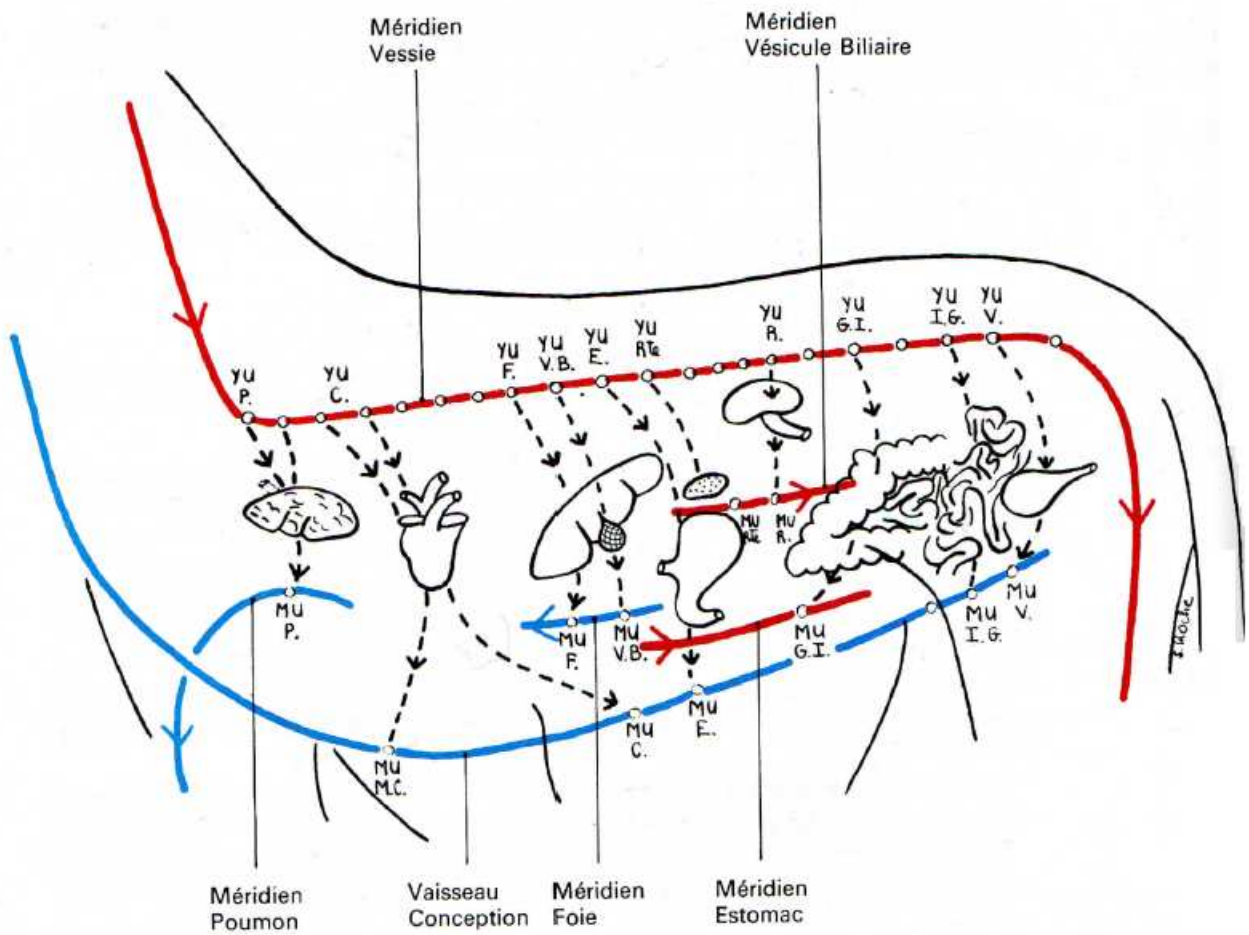 Méridien
Vessie
Méridien
Vésicule Biliaire
YU
P.
YU
C.
YU
F.
YU
V.B.
YU
E.
YU
RTe
YU
R.
YU
G.I.
YU
I.G.
YU
V.
MU
P.
MU
F.
MU
V.B.
MU
RTe
MU
R.
MU
G.I.
MU
I.G.
MU
V.
MU
M.C.
MU
C.
MU
E.
Méridien
Poumon
Vaisseau
Conception
Méridien
Foie
Méridien
Estomac